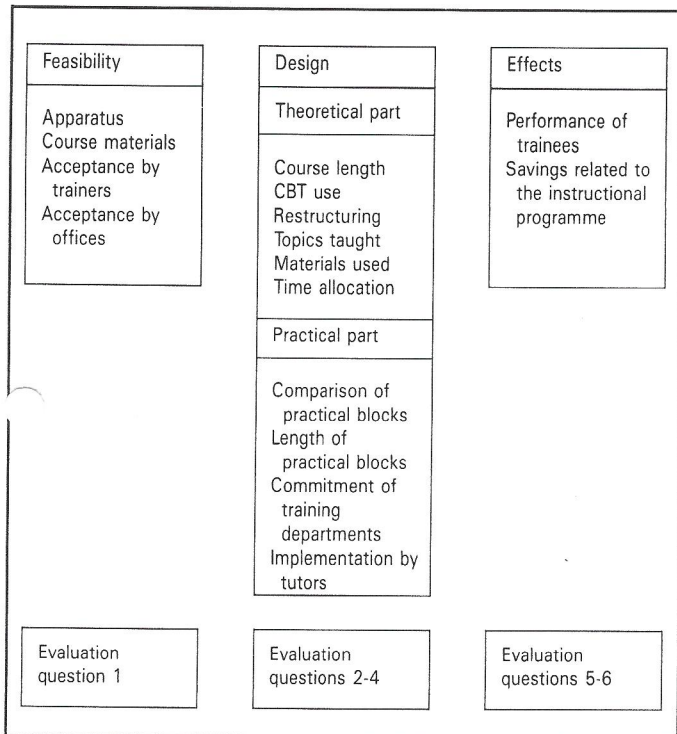 Feasibility
Apparatus
Course materials
Acceptance by
trainers
Acceptance by
offices
Design
Theoretical part
Course length
CBT use
Restructuring
Topics taught
Materials used
Time allocation
Practical part
Comparison of
practical blocks
Length of
practical blocks
Commitment of
training
departments
Implementation by
tutors
Effects
Performance of
trainees
Savings related to
the instructional
programme
Evaluation
question 1
Evaluation
questions 2-4
Evaluation
questions 5-6